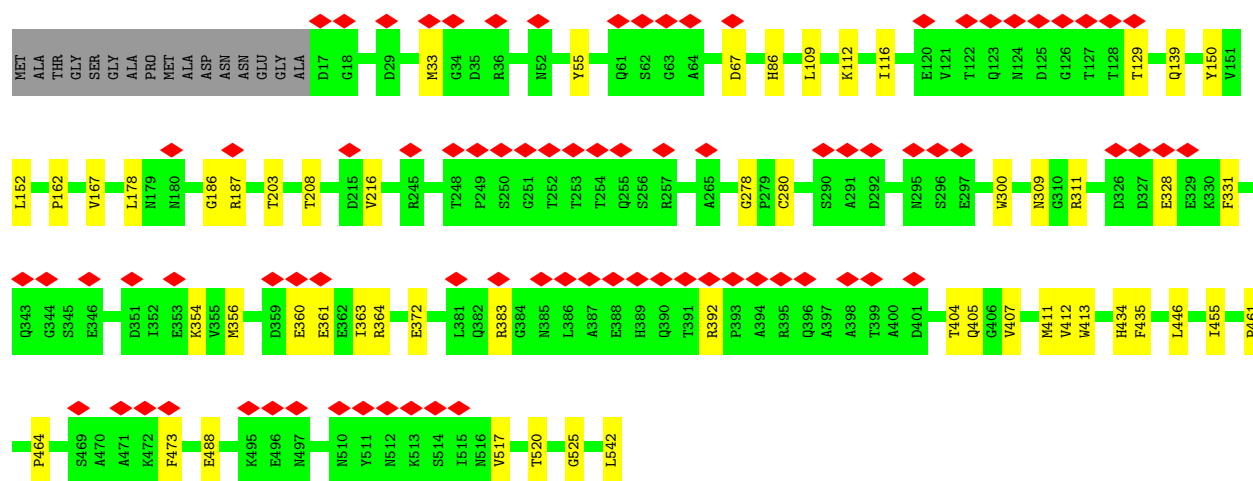 MET ALA THR GLY SER GLY ALA PRO MET ALA ASP ASN ASN GLU GLY ALA D17 G18 D29 M33 G34 D35 R36 N52 Y55 Q61 S62 G63 A64 D67 H86 L109 K112 I116 E120 V121 T122 Q123 N124 D125 G126 T127 T128 T129 Q139 Y150 V151
L152 P162 V167 L178 N179 N180 G186 R187 T203 T208 D215 V216 R245 T248 P249 S250 G251 T252 T253 T254 Q255 S256 R257 A265 G278 P279 C280 S290 A291 D292 N295 S296 E297 W300 N309 G310 R311 D326 D327 E328 E329 K330 F331
Q343 G344 S345 E346 D351 I352 E353 K354 V355 M356 D359 E360 E361 E362 I363 R364 E372 L381 Q382 R383 G384 N385 L386 A387 E388 H389 Q390 T391 R392 P393 A394 R395 Q396 A397 A398 T399 A400 D401 T404 Q405 G406 V407 M411 V412 W413 H434 F435 L446 I455
P464 S469 A470 A471 K472 F473 E488 K495 E496 N497 N510 Y511 N512 K513 S514 I515 N516 V517 T520 G525 L542